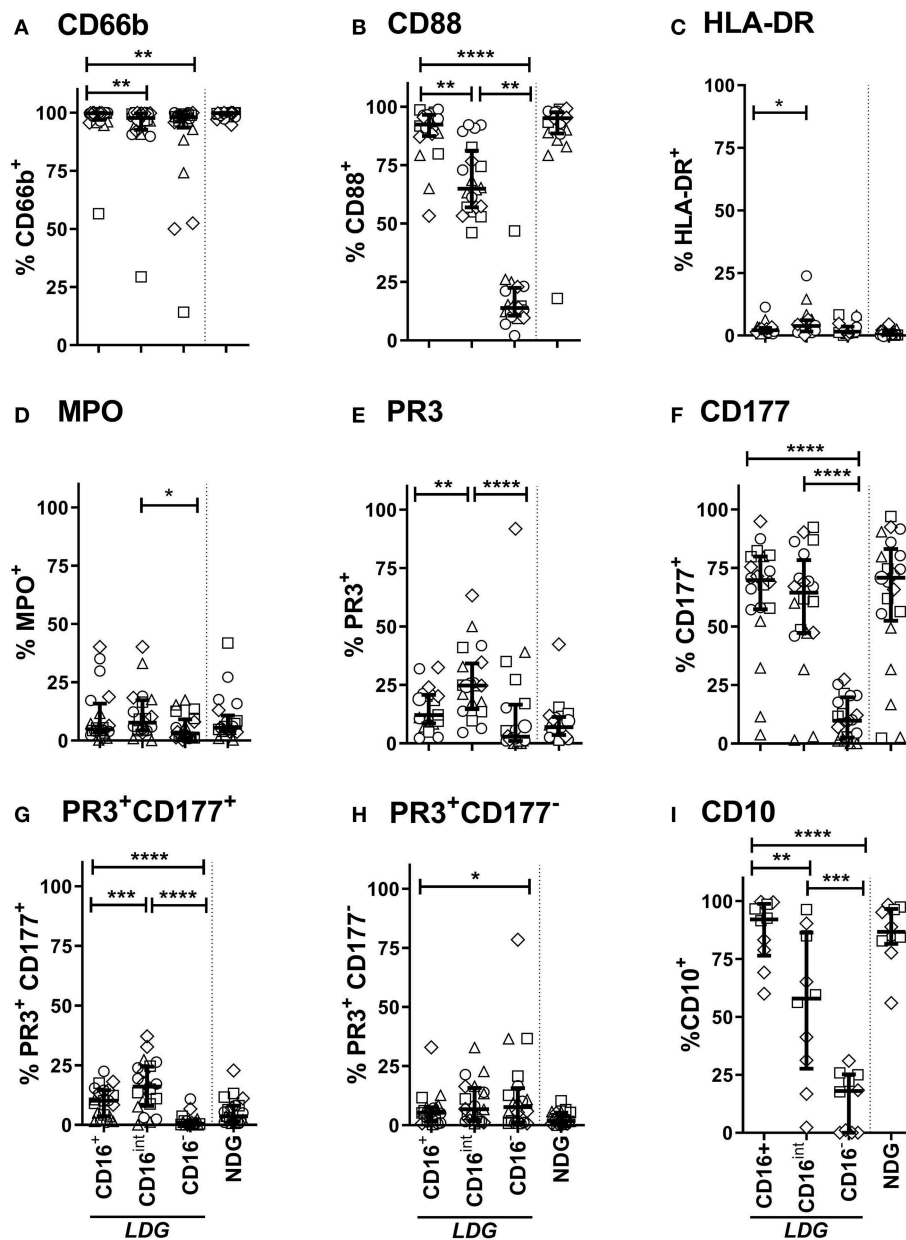 A CD66b
B CD88
C HLA-DR
** ** % CD66b⁺ 100 75 50 25 0
**** ** ** % CD88⁺ 100 75 50 25 0
* % HLA-DR⁺ 100 75 50 25 0
D MPO
E PR3
F CD177
* % MPO⁺ 100 75 50 25 0
** **** % PR3⁺ 100 75 50 25 0
**** **** % CD177⁺ 100 75 50 25 0
G PR3⁺CD177⁺
H PR3⁺CD177⁻
I CD10
**** *** **** % PR3⁺ CD177⁺ 100 75 50 25 0
* % PR3⁺ CD177⁻ 100 75 50 25 0
**** ** *** %CD10⁺ 100 75 50 25 0
CD16⁺ CD16ⁱⁿᵗ CD16⁻ NDG
LDG
CD16⁺ CD16ⁱⁿᵗ CD16⁻ NDG
LDG
CD16+ CD16ⁱⁿᵗ CD16⁻ NDG
LDG